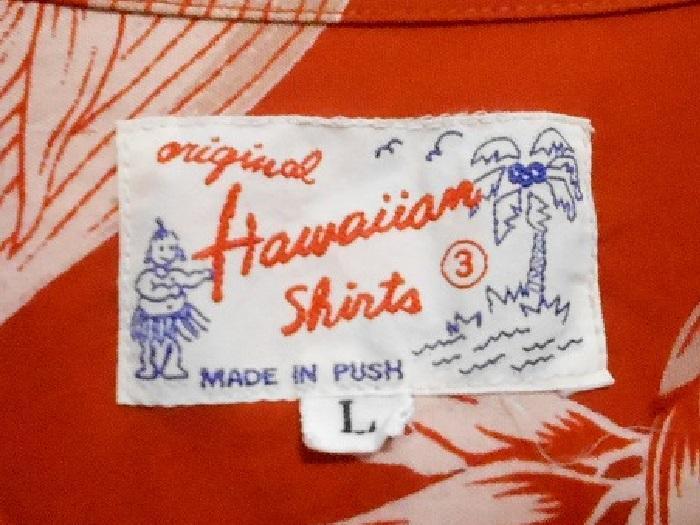 original
Hawaiian
③
Shirts
MADE IN PUSH
L